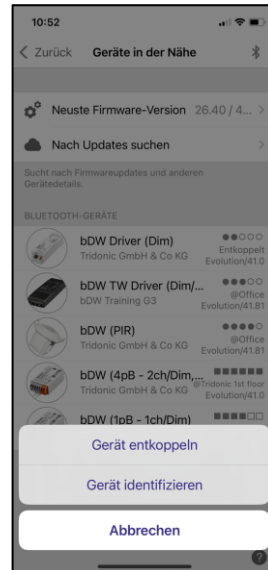 10:52
Zurück Geräte in der Nähe
Neuste Firmware-Version 26.40 / 4...
Nach Updates suchen
Sucht nach Firmwareupdates und anderen
Gerätedetails.
BLUETOOTH-GERÄTE
bDW Driver (Dim)
Tridonic GmbH & Co KG Entkoppelt
Evolution/41.0
bDW TW Driver (Dim/...
bDW Training G3 @Office
Evolution/41.81
bDW (PIR)
Tridonic GmbH & Co KG @Office
Evolution/41.81
bDW (4pB - 2ch/Dim,...
Tridonic GmbH & Co KG @Tridonic 1st floor
Evolution/41.0
bDW (1pB - 1ch/Dim)
Gerät entkoppeln
Gerät identifizieren
Abbrechen
?